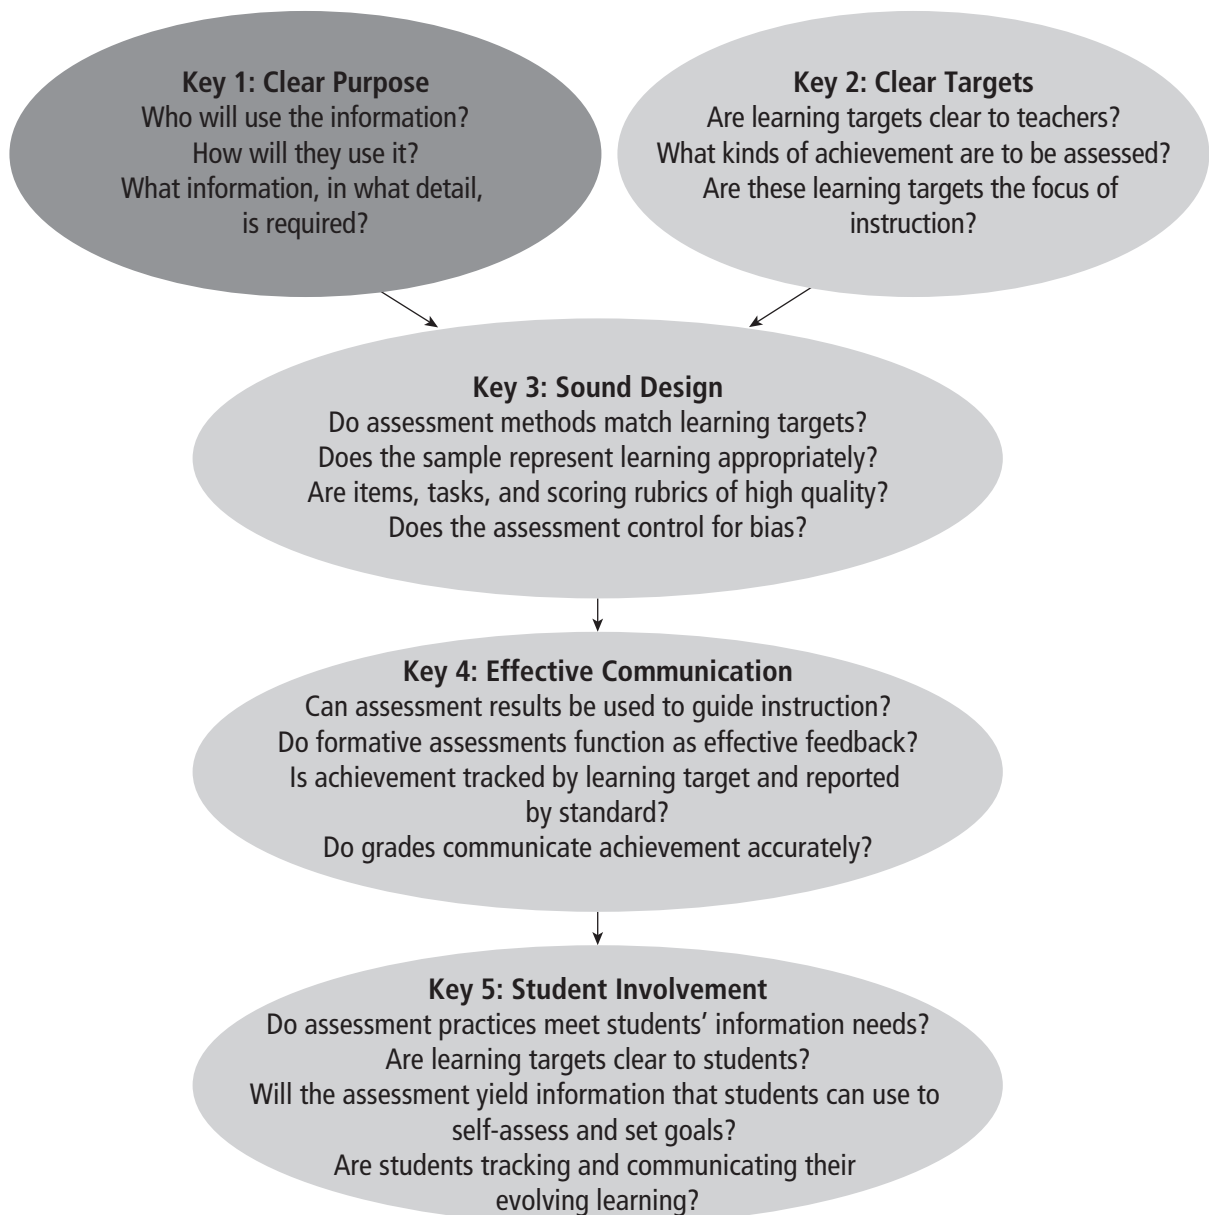 Key 1: Clear Purpose
Who will use the information?
How will they use it?
What information, in what detail,
is required?
Key 2: Clear Targets
Are learning targets clear to teachers?
What kinds of achievement are to be assessed?
Are these learning targets the focus of
instruction?
Key 3: Sound Design
Do assessment methods match learning targets?
Does the sample represent learning appropriately?
Are items, tasks, and scoring rubrics of high quality?
Does the assessment control for bias?
Key 4: Effective Communication
Can assessment results be used to guide instruction?
Do formative assessments function as effective feedback?
Is achievement tracked by learning target and reported
by standard?
Do grades communicate achievement accurately?
Key 5: Student Involvement
Do assessment practices meet students’ information needs?
Are learning targets clear to students?
Will the assessment yield information that students can use to
self-assess and set goals?
Are students tracking and communicating their
evolving learning?